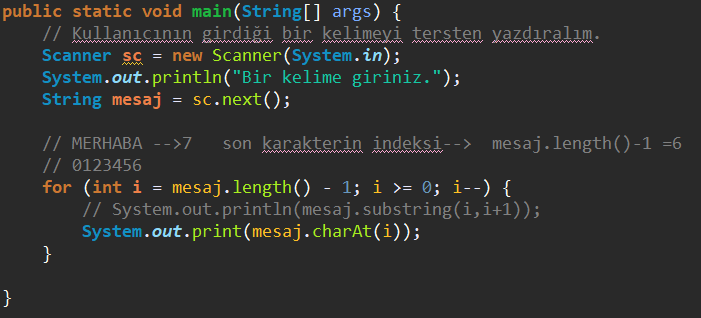 public static void main(String[] args) {
// Kullanıcının girdiği bir kelimeyi tersten yazdıralım.
Scanner sc = new Scanner(System.in);
System.out.println("Bir kelime giriniz.");
String mesaj = sc.next();
// MERHABA -->7   son karakterin indeksi-->  mesaj.length()-1 =6
// 0123456
for (int i = mesaj.length() - 1; i >= 0; i--) {
// System.out.println(mesaj.substring(i,i+1));
System.out.print(mesaj.charAt(i));
}
}